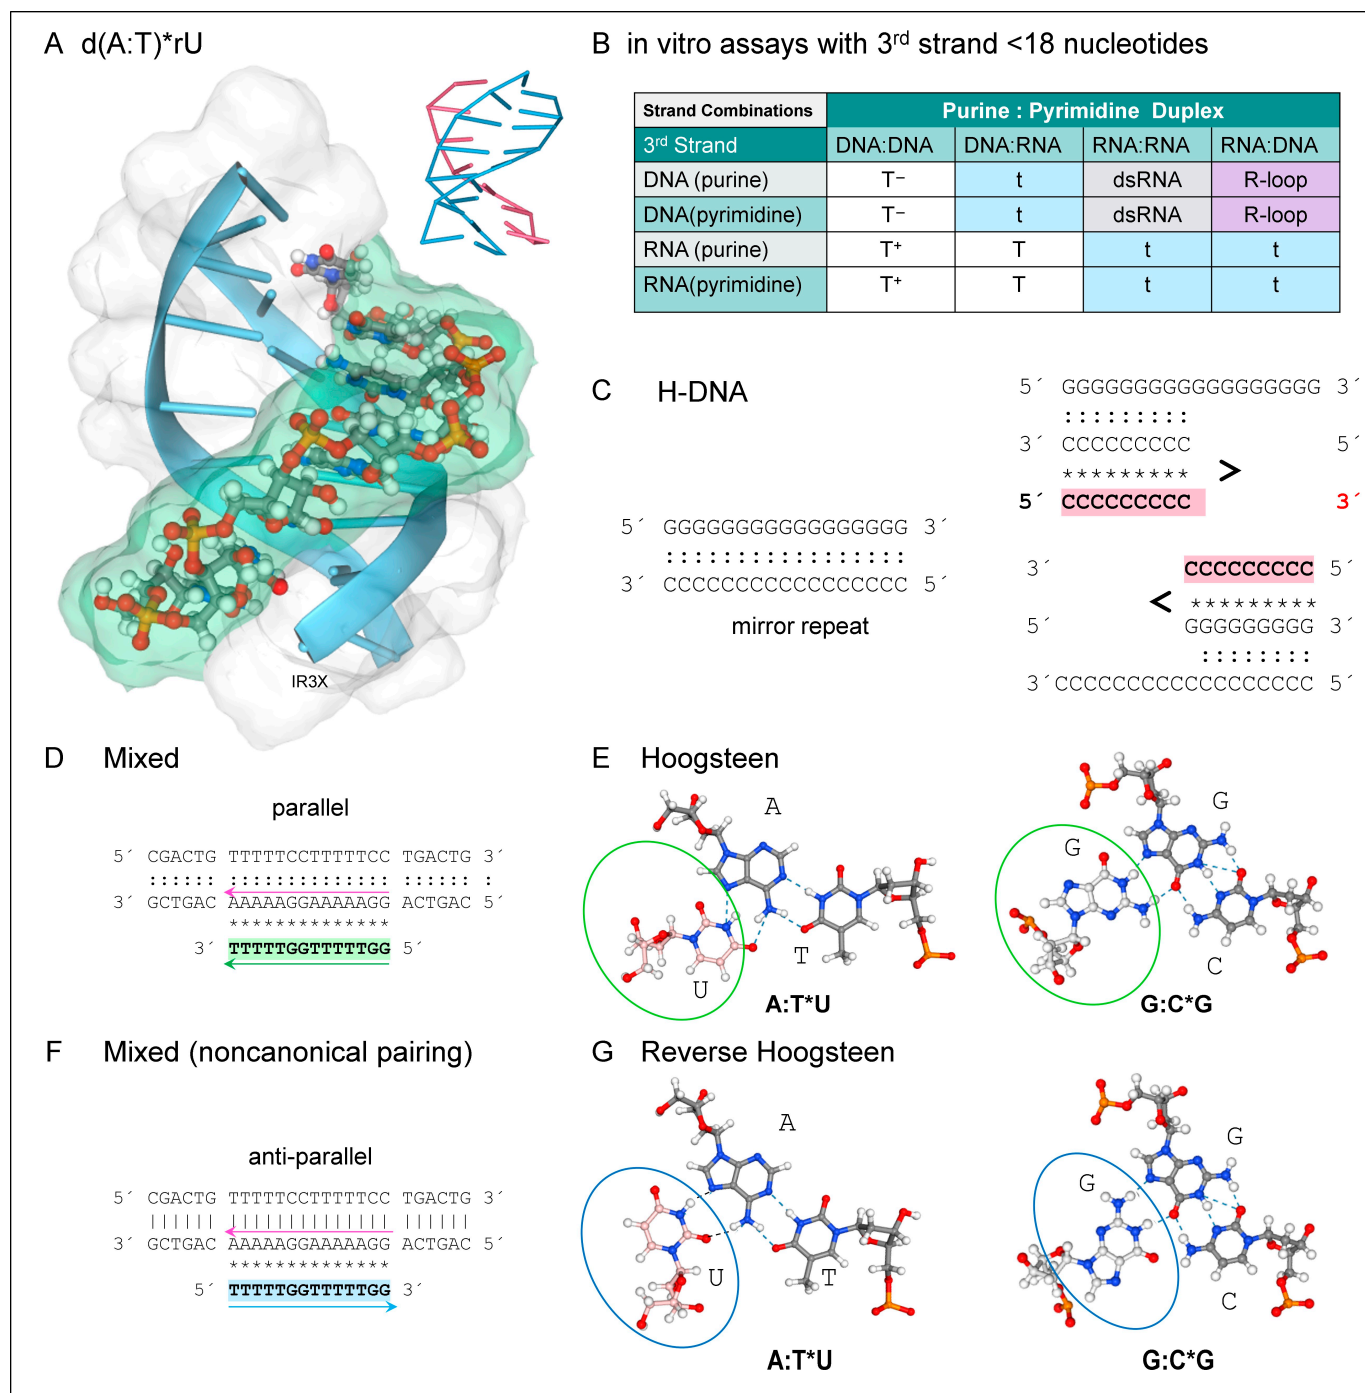 A d(A:T)*rU
B in vitro assays with 3rd strand <18 nucleotides
Strand Combinations Purine : Pyrimidine Duplex
3rd Strand DNA:DNA DNA:RNA RNA:RNA RNA:DNA
DNA (purine) T⁻ t dsRNA R-loop
DNA(pyrimidine) T⁻ t dsRNA R-loop
RNA (purine) T⁺ T t t
RNA(pyrimidine) T⁺ T t t
IR3X
C H-DNA
5´ GGGGGGGGGGGGGGGGG 3´
:::::::::::::::::
3´ CCCCCCCCCCCCCCCCC 5´
mirror repeat
5´ GGGGGGGGGGGGGGGGGG 3´
:::::::::
3´ CCCCCCCCC 5´
********* >
5´ CCCCCCCCC 3´
3´ CCCCCCCCC 5´
< *********
5´ GGGGGGGGG 3´
::::::::
3´CCCCCCCCCCCCCCCCCC 5´
D Mixed
parallel
5´ CGACTG TTTTTCCTTTTTCC TGACTG 3´
:::::: :::::::::::::: ::::::
3´ GCTGAC AAAAAGGAAAAAGG ACTGAC 5´
**************
3´ TTTTTGGTTTTTGG 5´
E Hoogsteen
A
U
T
A:T*U
G
G
C
G:C*G
F Mixed (noncanonical pairing)
anti-parallel
5´ CGACTG TTTTTCCTTTTTCC TGACTG 3´
|||||| |||||||||||||| ||||||
3´ GCTGAC AAAAAGGAAAAAGG ACTGAC 5´
**************
5´ TTTTTGGTTTTTGG 3´
G Reverse Hoogsteen
A
U
T
A:T*U
G
G
C
G:C*G